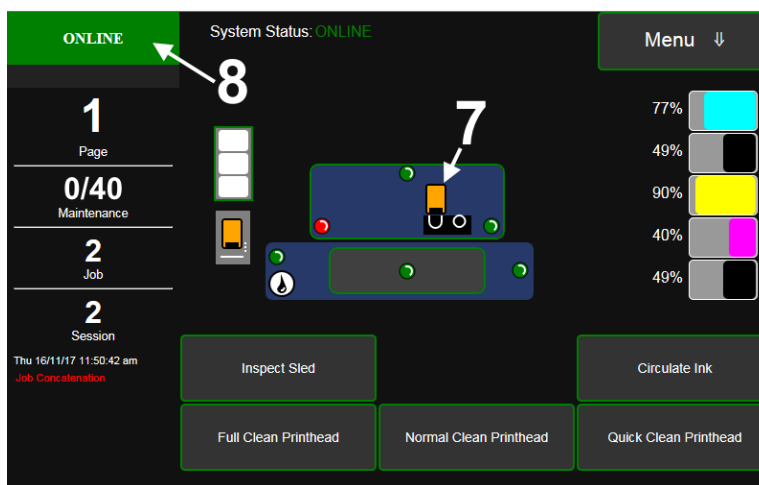 ONLINE
System Status: ONLINE
Menu ⇓
8
1
Page
0/40
Maintenance
2
Job
2
Session
Thu 16/11/17 11:50:42 am
Job Concatenation
7
77%
49%
90%
40%
49%
Inspect Sled
Circulate Ink
Full Clean Printhead
Normal Clean Printhead
Quick Clean Printhead